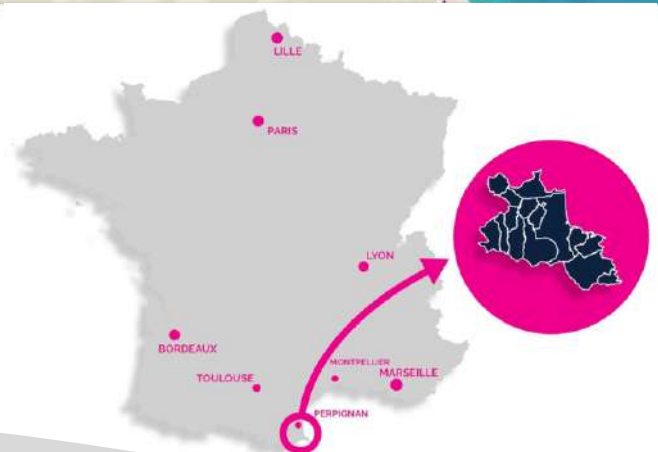 LILLE
PARIS
LYON
BORDEAUX
MONTPELLIER
TOULOUSE
MARSEILLE
PERPIGNAN